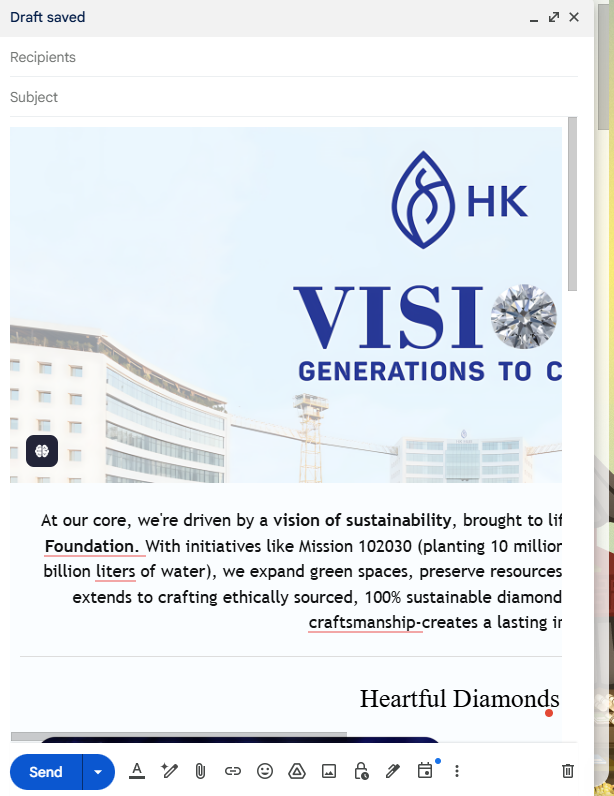 Draft saved
Recipients
Subject
HK
VISI
GENERATIONS TO C
At our core, we're driven by a vision of sustainability, brought to lif
Foundation. With initiatives like Mission 102030 (planting 10 million
billion liters of water), we expand green spaces, preserve resources
extends to crafting ethically sourced, 100% sustainable diamond
craftsmanship-creates a lasting in
Heartful Diamonds
Send